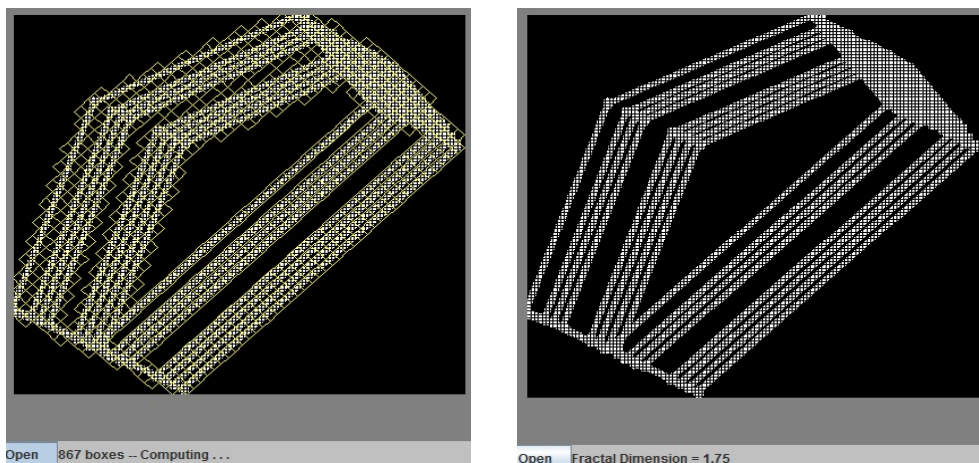 Open 867 boxes -- Computing . . .
Open Fractal Dimension = 1.75